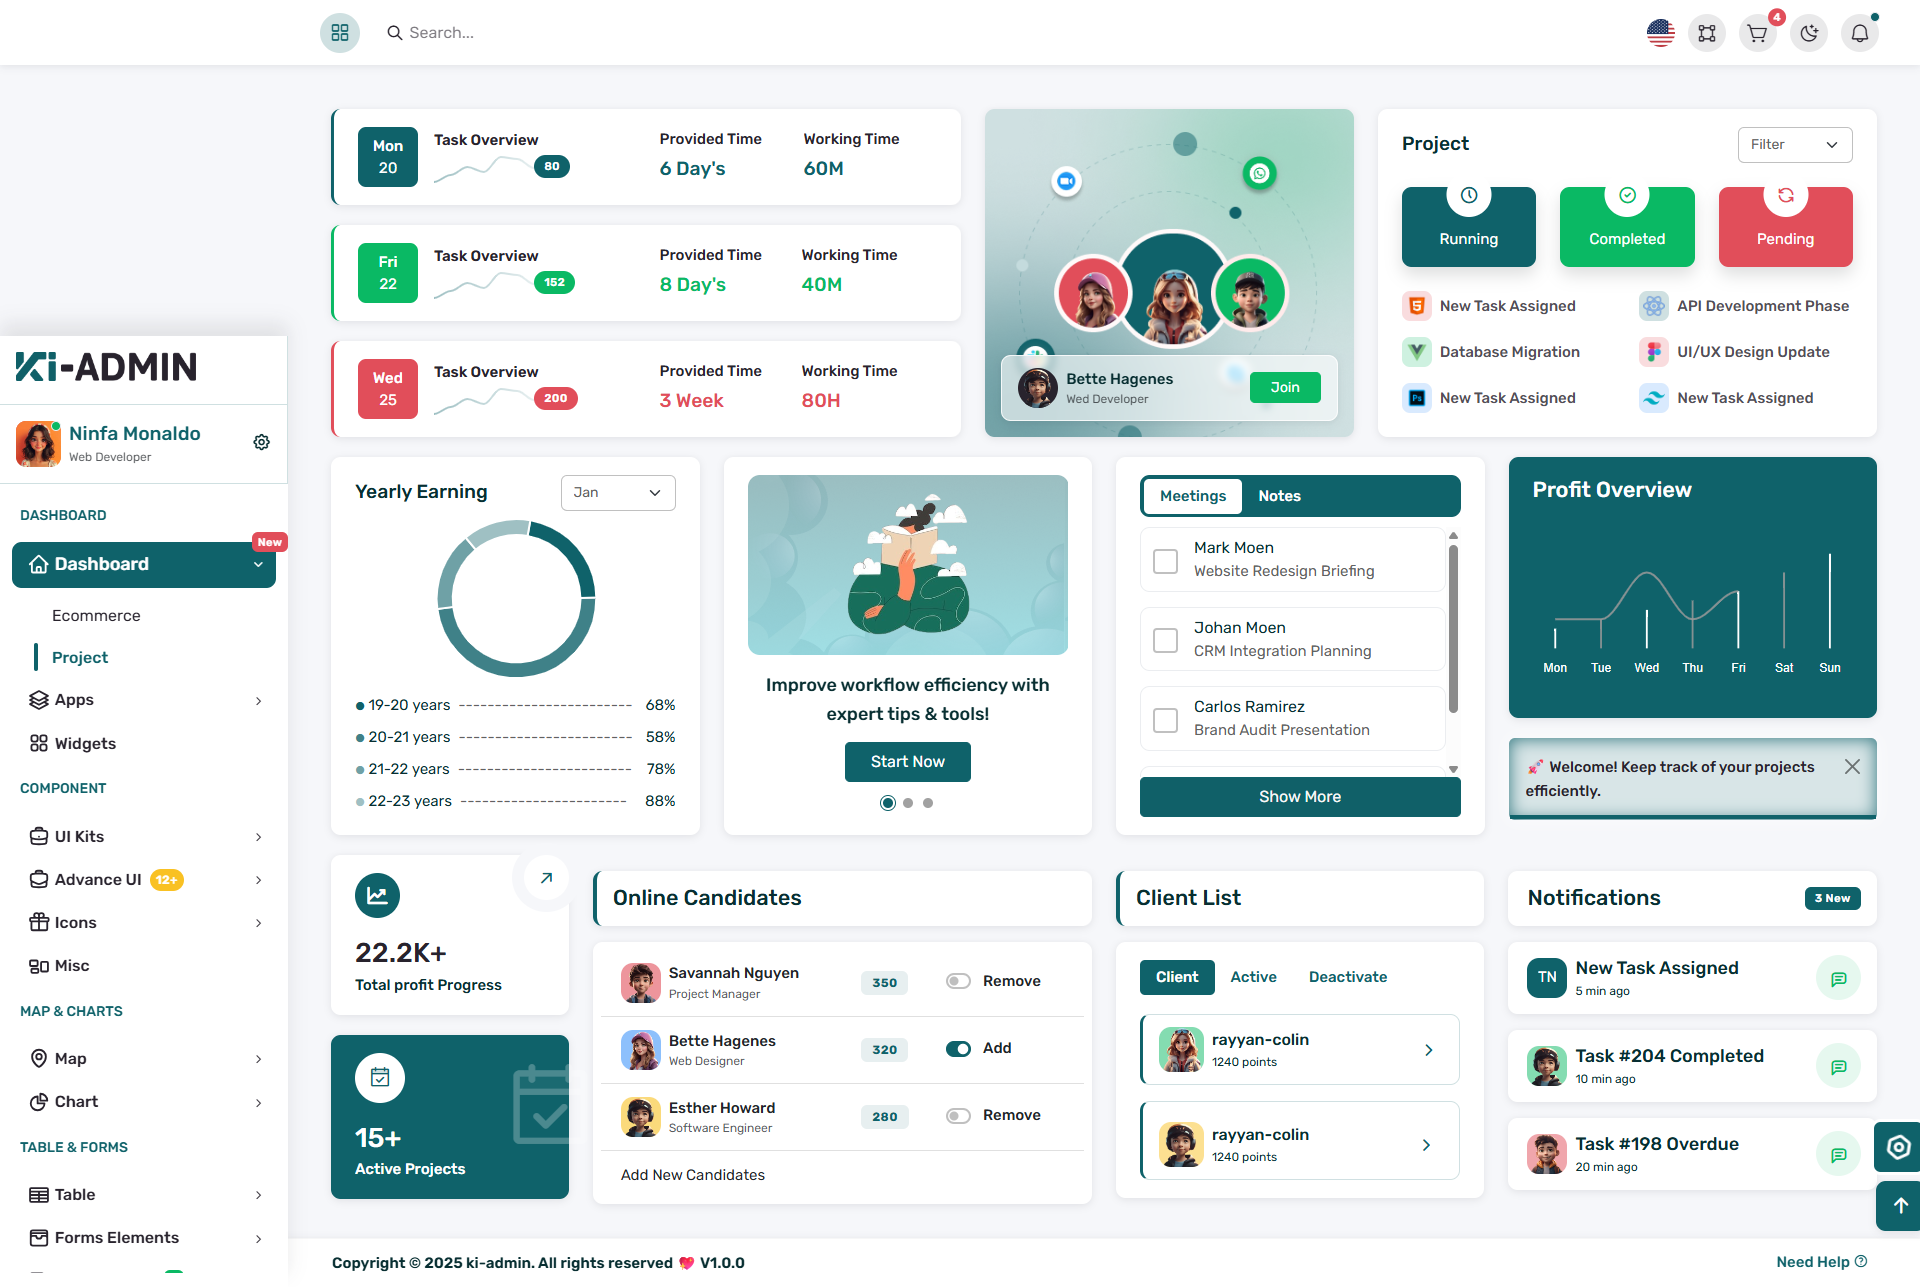 Search...
4
Mon
20
Task Overview
80
Provided Time
6 Day's
Working Time
60M
Fri
22
Task Overview
152
Provided Time
8 Day's
Working Time
40M
Wed
25
Task Overview
200
Provided Time
3 Week
Working Time
80H
Bette Hagenes
Wed Developer
Join
Project
Filter
Running
Completed
Pending
New Task Assigned
API Development Phase
Database Migration
UI/UX Design Update
Ps
New Task Assigned
New Task Assigned
Ki-ADMIN
Ninfa Monaldo
Web Developer
DASHBOARD
New
Dashboard
Ecommerce
Project
Apps
Widgets
COMPONENT
UI Kits
Advance UI 12+
Icons
Misc
MAP & CHARTS
Map
Chart
TABLE & FORMS
Table
Forms Elements
Yearly Earning
Jan
19-20 years 68%
20-21 years 58%
21-22 years 78%
22-23 years 88%
Improve workflow efficiency with
expert tips & tools!
Start Now
Meetings Notes
Mark Moen
Website Redesign Briefing
Johan Moen
CRM Integration Planning
Carlos Ramirez
Brand Audit Presentation
Show More
Profit Overview
Mon Tue Wed Thu Fri Sat Sun
🚀 Welcome! Keep track of your projects
efficiently.
22.2K+
Total profit Progress
15+
Active Projects
Online Candidates
Savannah Nguyen
Project Manager
350
Remove
Bette Hagenes
Web Designer
320
Add
Esther Howard
Software Engineer
280
Remove
Add New Candidates
Client List
Client Active Deactivate
rayyan-colin
1240 points
rayyan-colin
1240 points
Notifications
3 New
TN
New Task Assigned
5 min ago
Task #204 Completed
10 min ago
Task #198 Overdue
20 min ago
Copyright © 2025 ki-admin. All rights reserved 💖 V1.0.0
Need Help